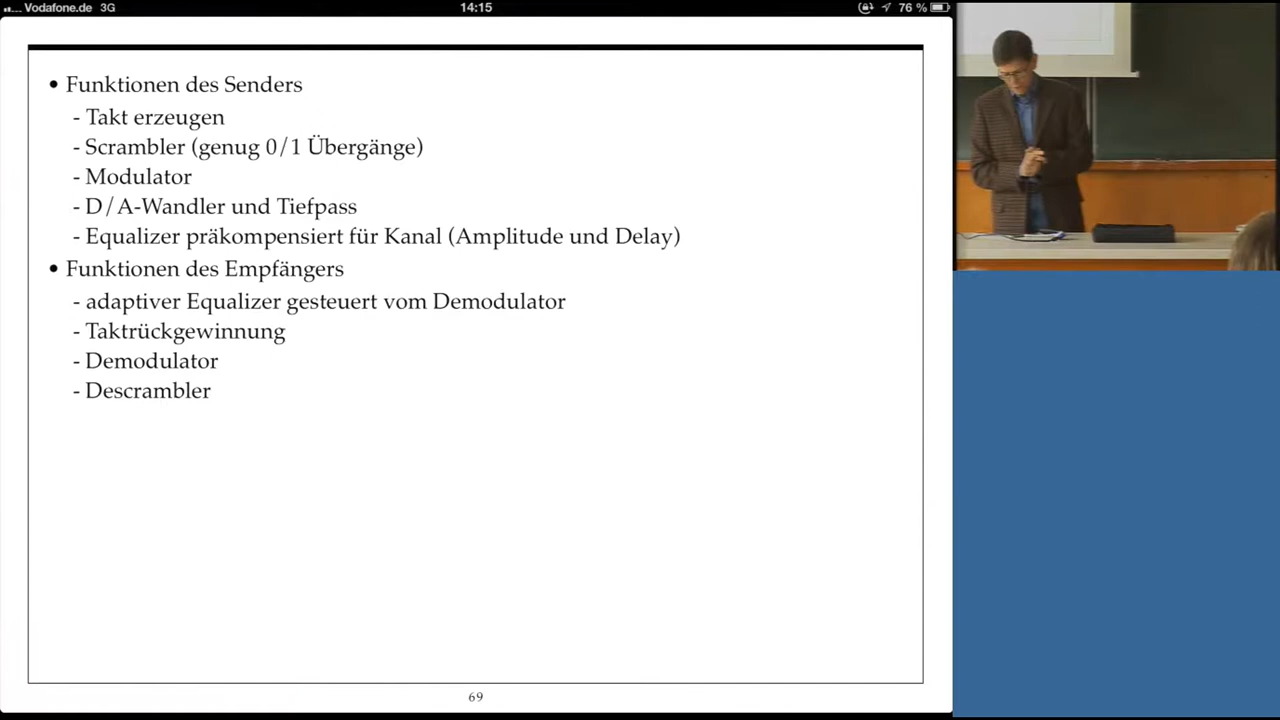 Vodafone.de 3G 14:15 76 %
• Funktionen des Senders
- Takt erzeugen
- Scrambler (genug 0/1 Übergänge)
- Modulator
- D/A-Wandler und Tiefpass
- Equalizer präkompensiert für Kanal (Amplitude und Delay)
• Funktionen des Empfängers
- adaptiver Equalizer gesteuert vom Demodulator
- Taktrückgewinnung
- Demodulator
- Descrambler
69